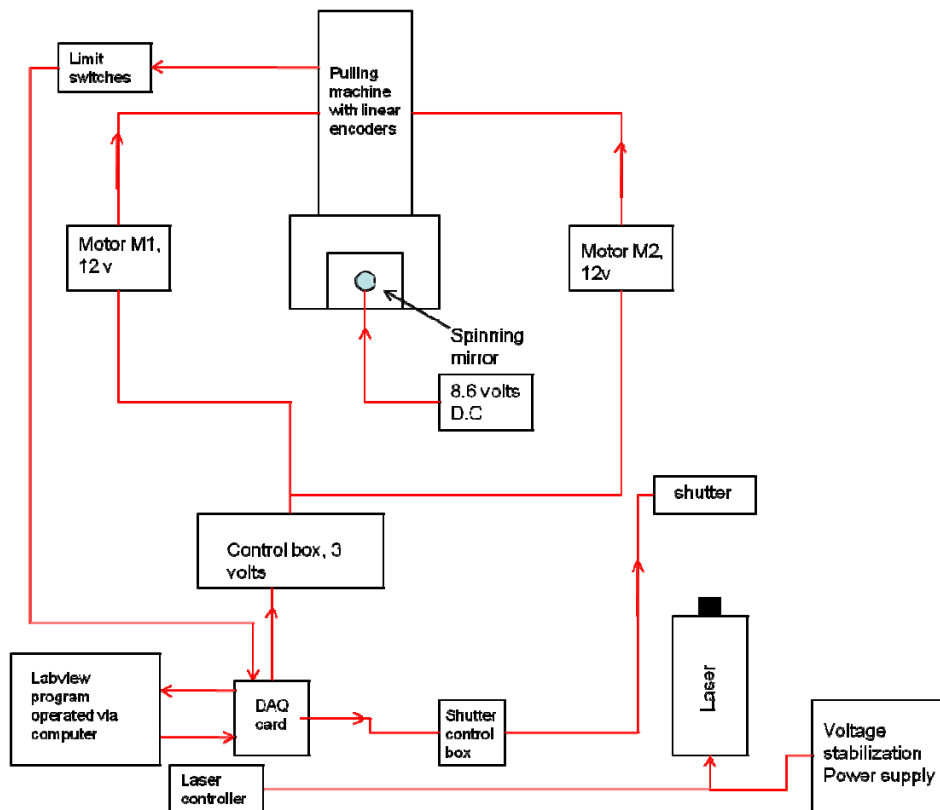 Limit
switches
Pulling
machine
with linear
encoders
Motor M1,
12 v
Motor M2,
12v
Spinring
mirror
8.6 volts
D.C
shutter
Control box, 3
volts
Labview
program
operated via
computer
DAQ
card
Shutter
control
box
Laser
Voltage
stabilization
Power supply
Laser
controller